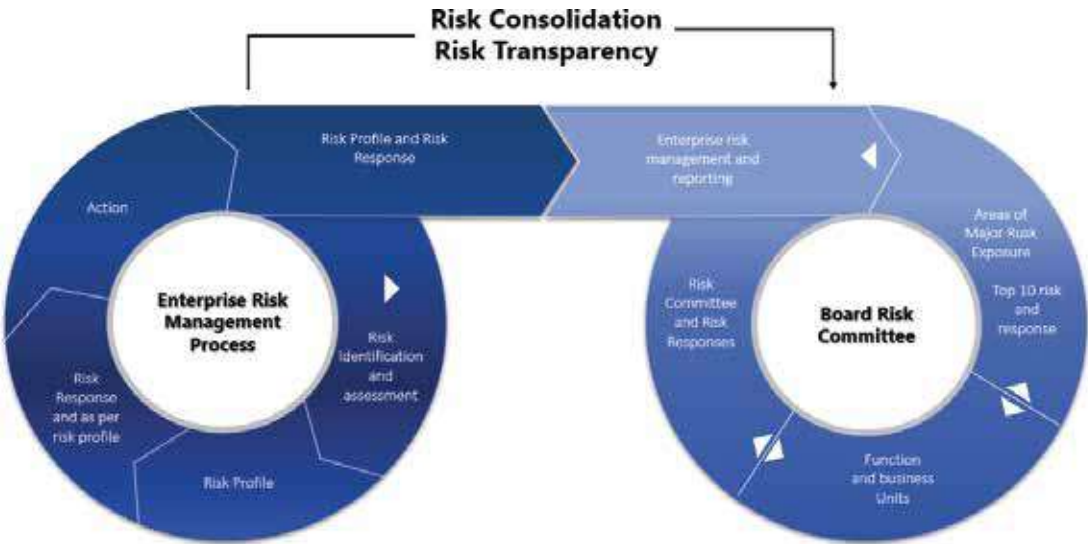 Risk Consolidation
Risk Transparency
Risk Profile and Risk
Response
Enterprise risk
management and
reporting
Action
Areas of
Major Rusk
Exposure
Enterprise Risk
Management
Process
Risk
Identification
and
assessment
Risk
Committee
and Risk
Responses
Board Risk
Committee
Top 10 risk
and
response
Risk
Response
and as per
risk profile
Risk Profile
Function
and business
Units